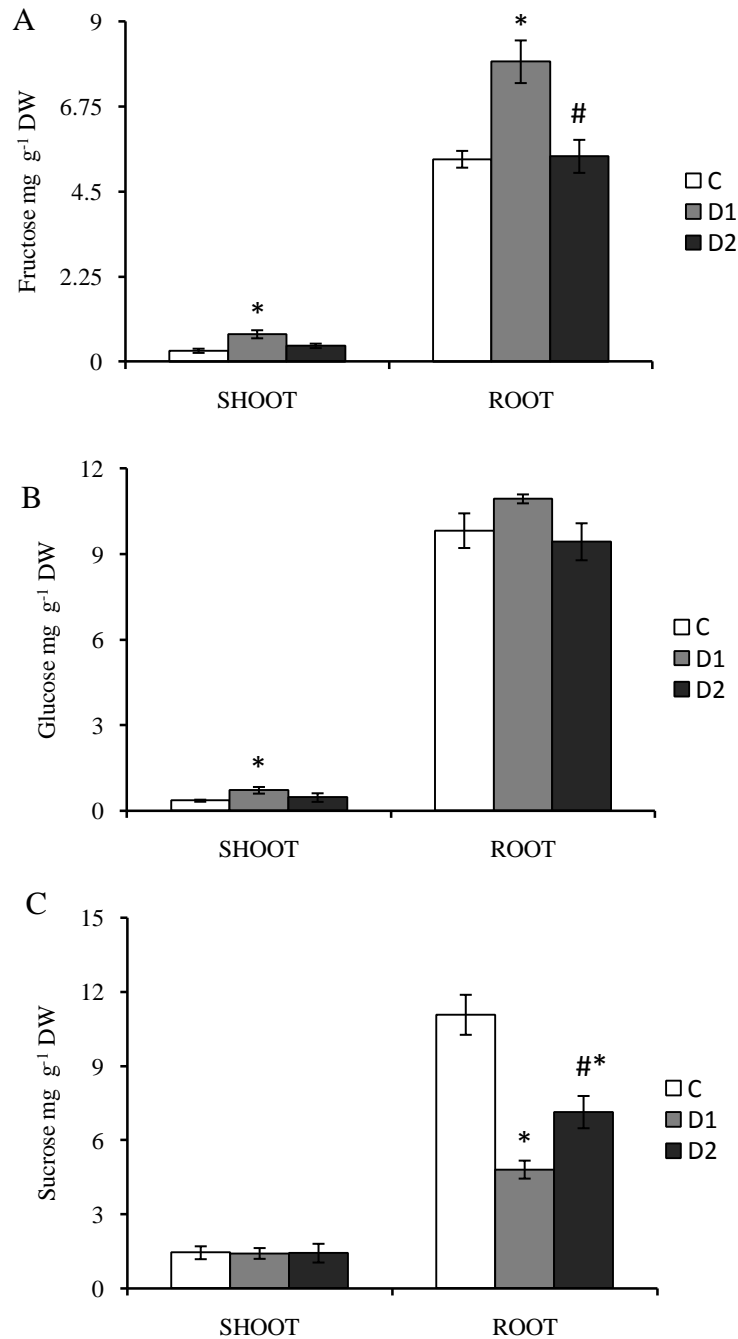 A
Fructose mg g-1 DW
9
6.75
4.5
2.25
0
*
*
#
SHOOT
ROOT
C
D1
D2
B
Glucose mg g-1 DW
12
9
6
3
0
*
SHOOT
ROOT
C
D1
D2
C
Sucrose mg g-1 DW
15
12
9
6
3
0
*
#*
SHOOT
ROOT
C
D1
D2